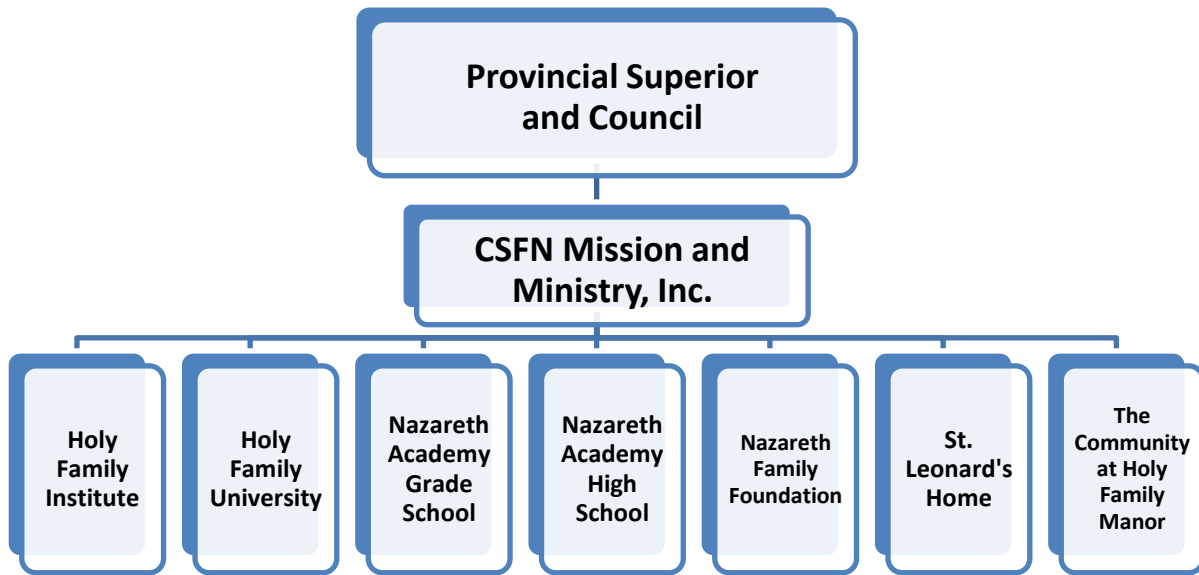 Provincial Superior
and Council
CSFN Mission and
Ministry, Inc.
Holy
Family
Institute
Holy
Family
University
Nazareth
Academy
Grade
School
Nazareth
Academy
High
School
Nazareth
Family
Foundation
St.
Leonard's
Home
The
Community
at Holy
Family
Manor